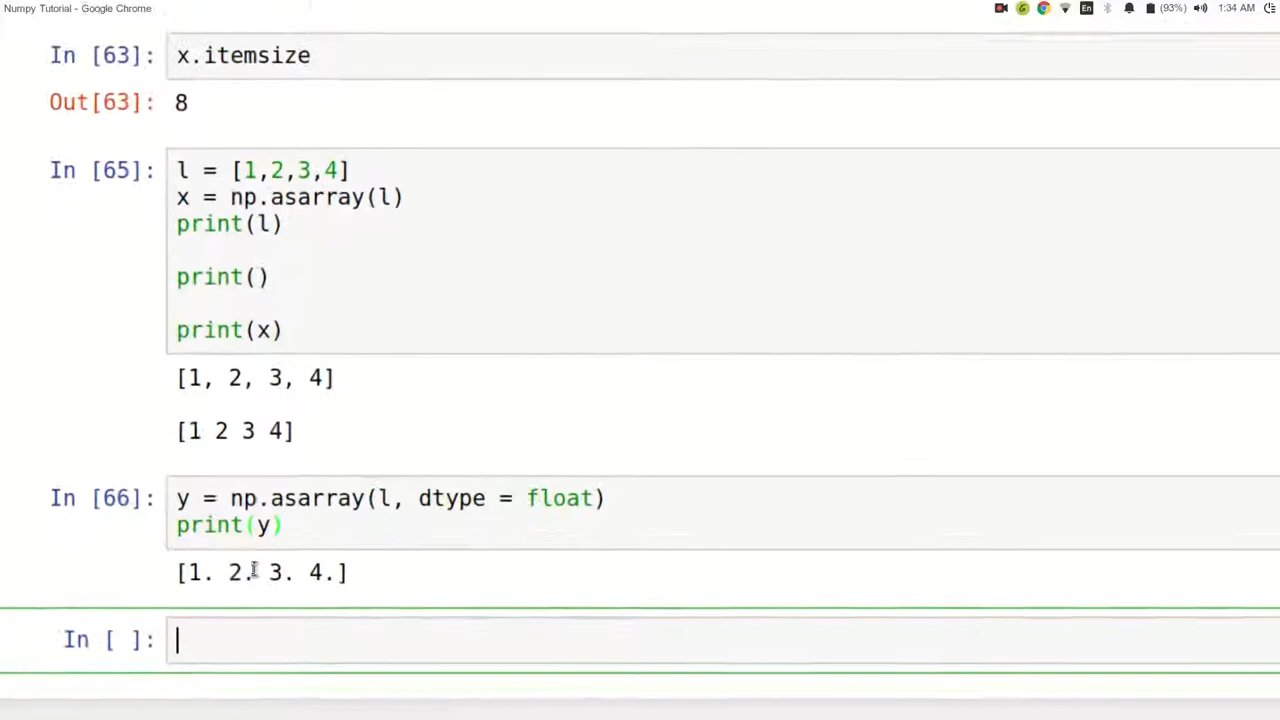 Numpy Tutorial - Google Chrome
En
(93%)
1:34 AM
In [63]: x.itemsize
Out[63]: 8
In [65]: l = [1,2,3,4]
x = np.asarray(l)
print(l)
print()
print(x)
[1, 2, 3, 4]
[1 2 3 4]
In [66]: y = np.asarray(l, dtype = float)
print(y)
[1. 2. 3. 4.]
In [ ]: